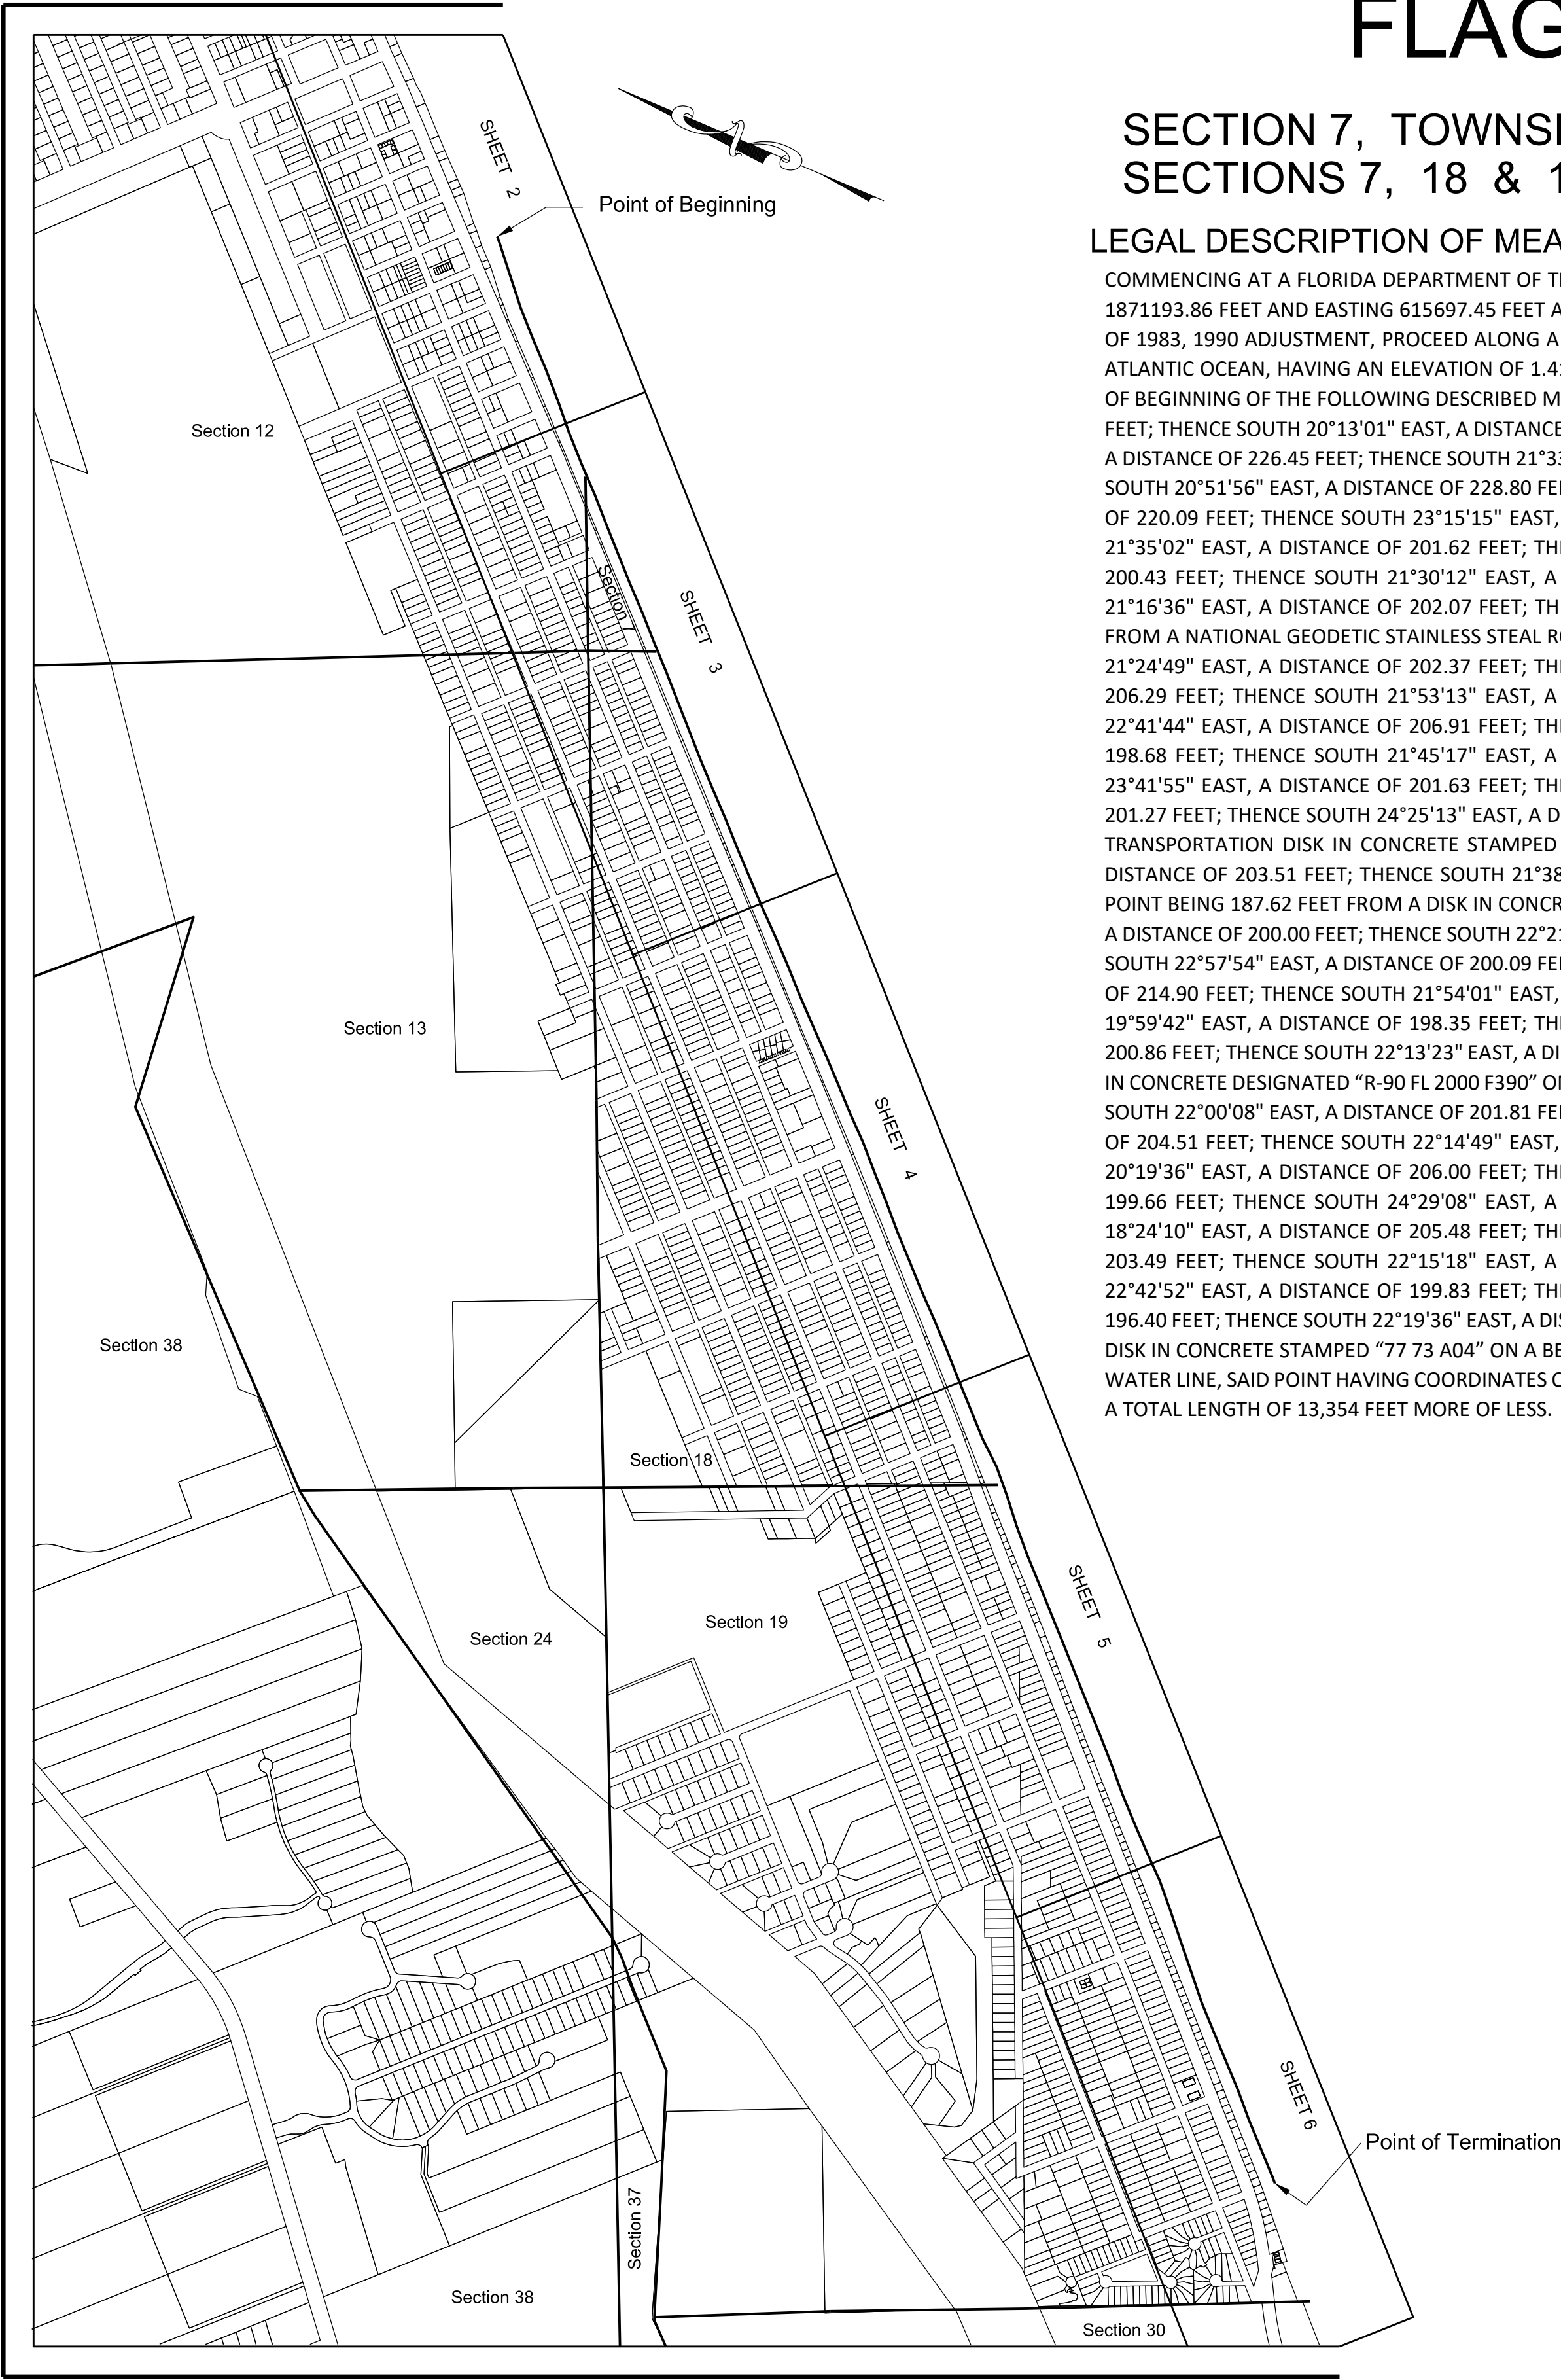 FLAG
SECTION 7, TOWNS
SECTIONS 7, 18 & 1
LEGAL DESCRIPTION OF MEA
COMMENCING AT A FLORIDA DEPARTMENT OF T
1871193.86 FEET AND EASTING 615697.45 FEET A
OF 1983, 1990 ADJUSTMENT, PROCEED ALONG A
ATLANTIC OCEAN, HAVING AN ELEVATION OF 1.41
OF BEGINNING OF THE FOLLOWING DESCRIBED M
FEET; THENCE SOUTH 20°13'01" EAST, A DISTANCE
A DISTANCE OF 226.45 FEET; THENCE SOUTH 21°33
SOUTH 20°51'56" EAST, A DISTANCE OF 228.80 FEE
OF 220.09 FEET; THENCE SOUTH 23°15'15" EAST,
21°35'02" EAST, A DISTANCE OF 201.62 FEET; THE
200.43 FEET; THENCE SOUTH 21°30'12" EAST, A
21°16'36" EAST, A DISTANCE OF 202.07 FEET; TH
FROM A NATIONAL GEODETIC STAINLESS STEAL RO
21°24'49" EAST, A DISTANCE OF 202.37 FEET; THE
206.29 FEET; THENCE SOUTH 21°53'13" EAST, A
22°41'44" EAST, A DISTANCE OF 206.91 FEET; THE
198.68 FEET; THENCE SOUTH 21°45'17" EAST, A
23°41'55" EAST, A DISTANCE OF 201.63 FEET; THE
201.27 FEET; THENCE SOUTH 24°25'13" EAST, A D
TRANSPORTATION DISK IN CONCRETE STAMPED
DISTANCE OF 203.51 FEET; THENCE SOUTH 21°38
POINT BEING 187.62 FEET FROM A DISK IN CONCR
A DISTANCE OF 200.00 FEET; THENCE SOUTH 22°21
SOUTH 22°57'54" EAST, A DISTANCE OF 200.09 FEE
OF 214.90 FEET; THENCE SOUTH 21°54'01" EAST,
19°59'42" EAST, A DISTANCE OF 198.35 FEET; THE
200.86 FEET; THENCE SOUTH 22°13'23" EAST, A DI
IN CONCRETE DESIGNATED “R-90 FL 2000 F390” O
SOUTH 22°00'08" EAST, A DISTANCE OF 201.81 FEE
OF 204.51 FEET; THENCE SOUTH 22°14'49" EAST,
20°19'36" EAST, A DISTANCE OF 206.00 FEET; THE
199.66 FEET; THENCE SOUTH 24°29'08" EAST, A
18°24'10" EAST, A DISTANCE OF 205.48 FEET; THE
203.49 FEET; THENCE SOUTH 22°15'18" EAST, A
22°42'52" EAST, A DISTANCE OF 199.83 FEET; THE
196.40 FEET; THENCE SOUTH 22°19'36" EAST, A DIS
DISK IN CONCRETE STAMPED “77 73 A04” ON A BE
WATER LINE, SAID POINT HAVING COORDINATES O
A TOTAL LENGTH OF 13,354 FEET MORE OF LESS.
SHEET 2
Point of Beginning
Section 12
Section 7
SHEET 3
Section 13
SHEET 4
Section 38
Section 18
SHEET 5
Section 19
Section 24
SHEET 6
Point of Termination
Section 37
Section 38
Section 30